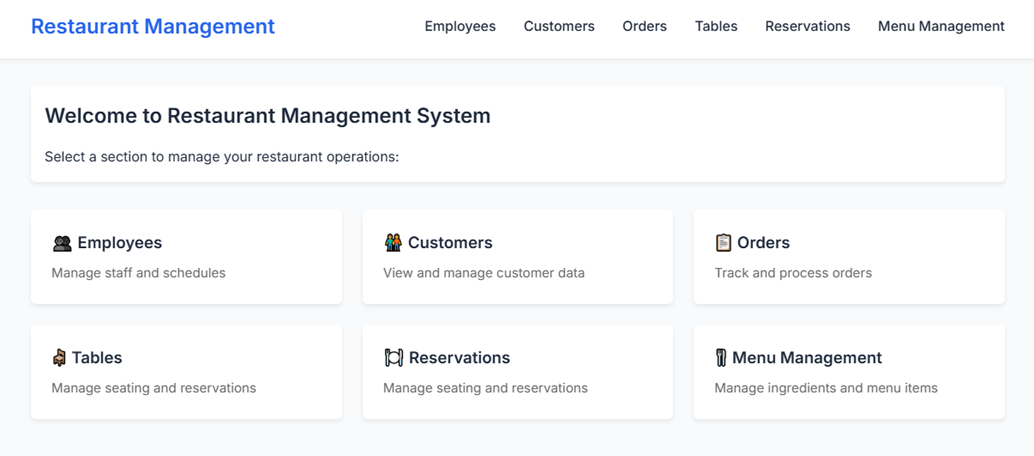 Restaurant Management
Employees Customers Orders Tables Reservations Menu Management
Welcome to Restaurant Management System
Select a section to manage your restaurant operations:
Employees
Manage staff and schedules
Customers
View and manage customer data
Orders
Track and process orders
Tables
Manage seating and reservations
Reservations
Manage seating and reservations
Menu Management
Manage ingredients and menu items